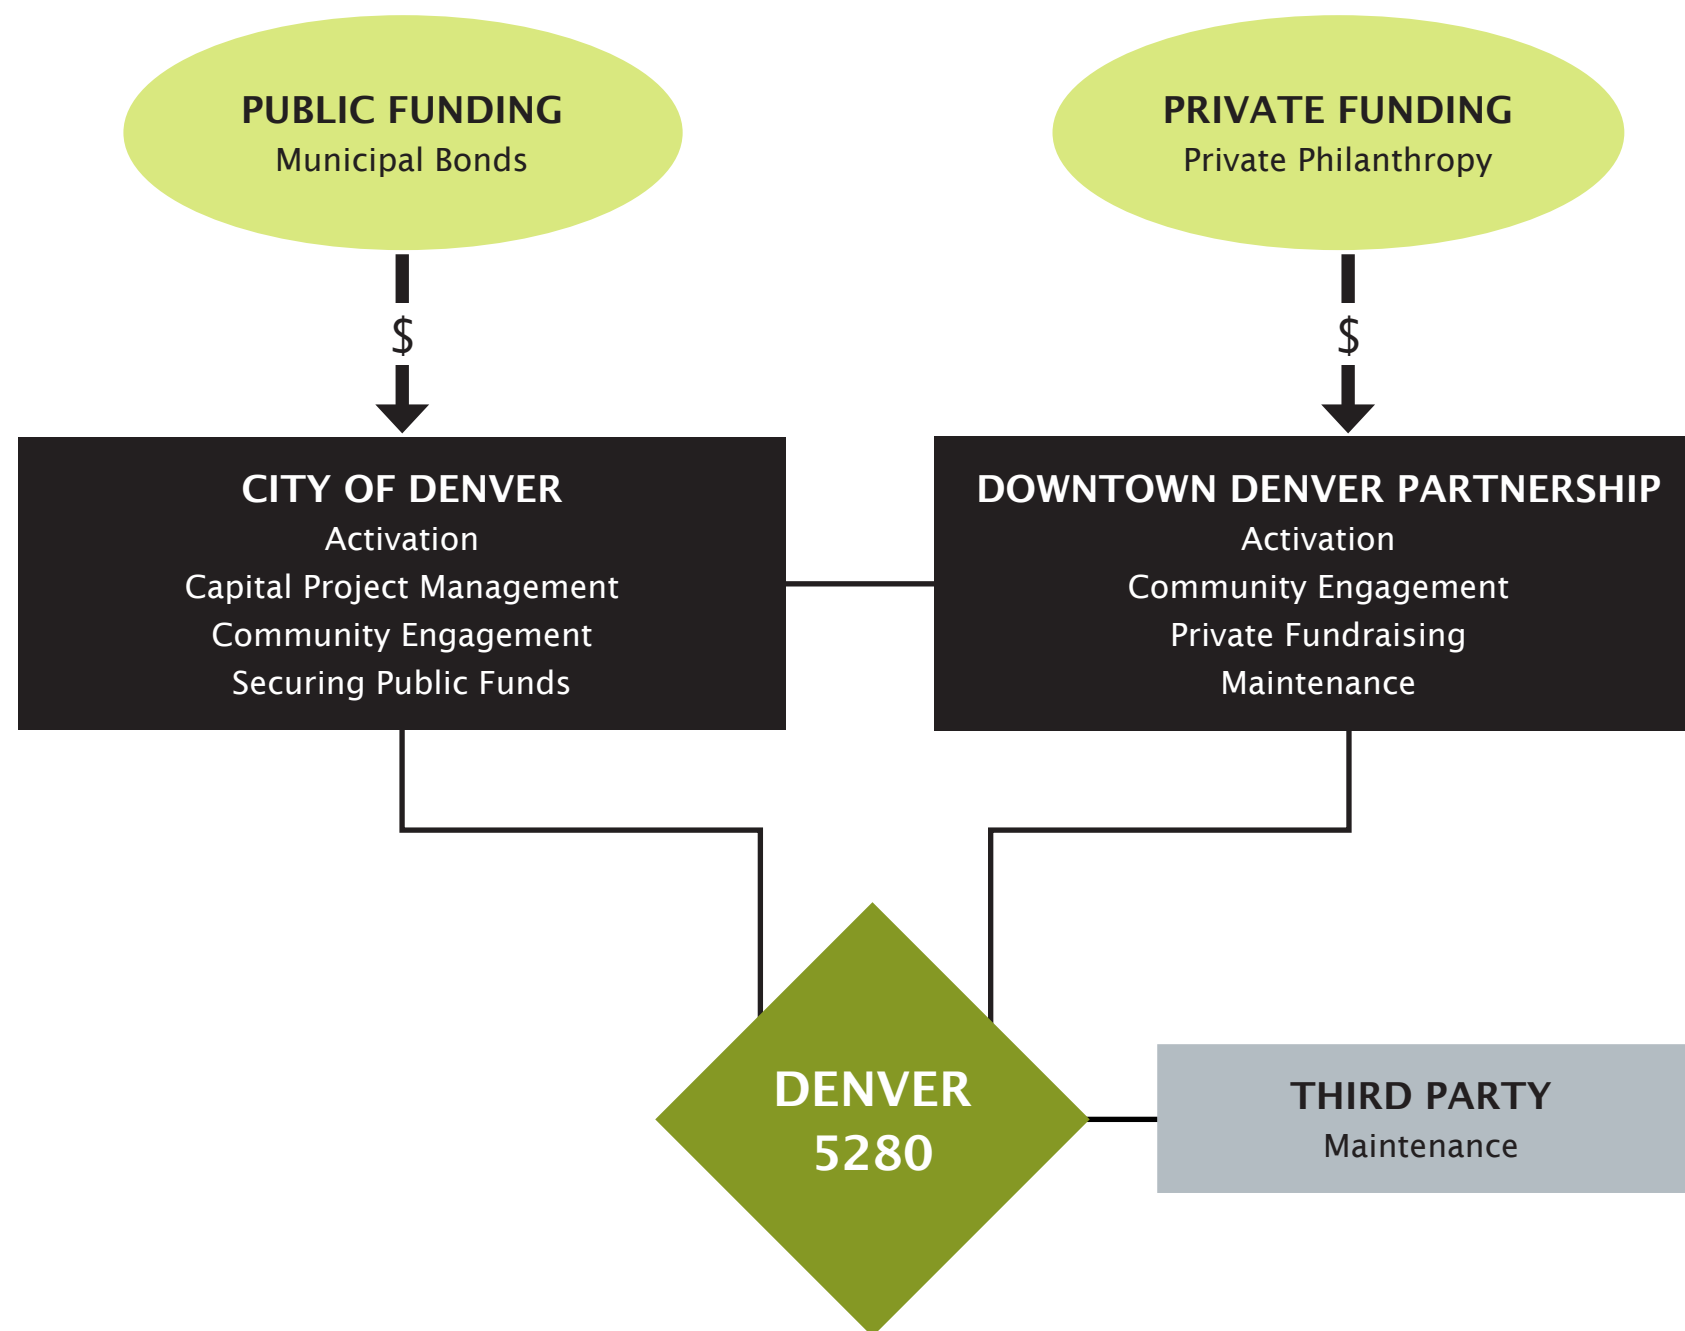 PUBLIC FUNDING
Municipal Bonds
PRIVATE FUNDING
Private Philanthropy
$
$
CITY OF DENVER
Activation
Capital Project Management
Community Engagement
Securing Public Funds
DOWNTOWN DENVER PARTNERSHIP
Activation
Community Engagement
Private Fundraising
Maintenance
DENVER
5280
THIRD PARTY
Maintenance